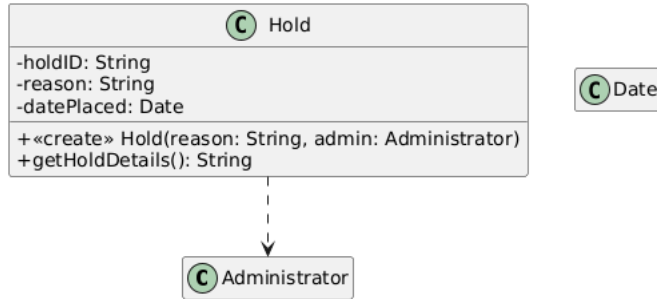 C Hold
-holdID: String
-reason: String
-datePlaced: Date
+«create» Hold(reason: String, admin: Administrator)
+getHoldDetails(): String
C Date
C Administrator